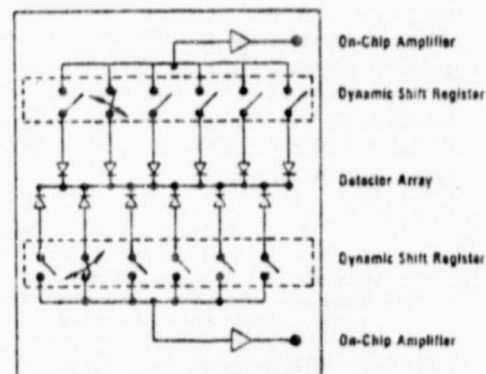 On-Chip Amplifier
Dynamic Shift Register
Detector Array
Dynamic Shift Register
On-Chip Amplifier